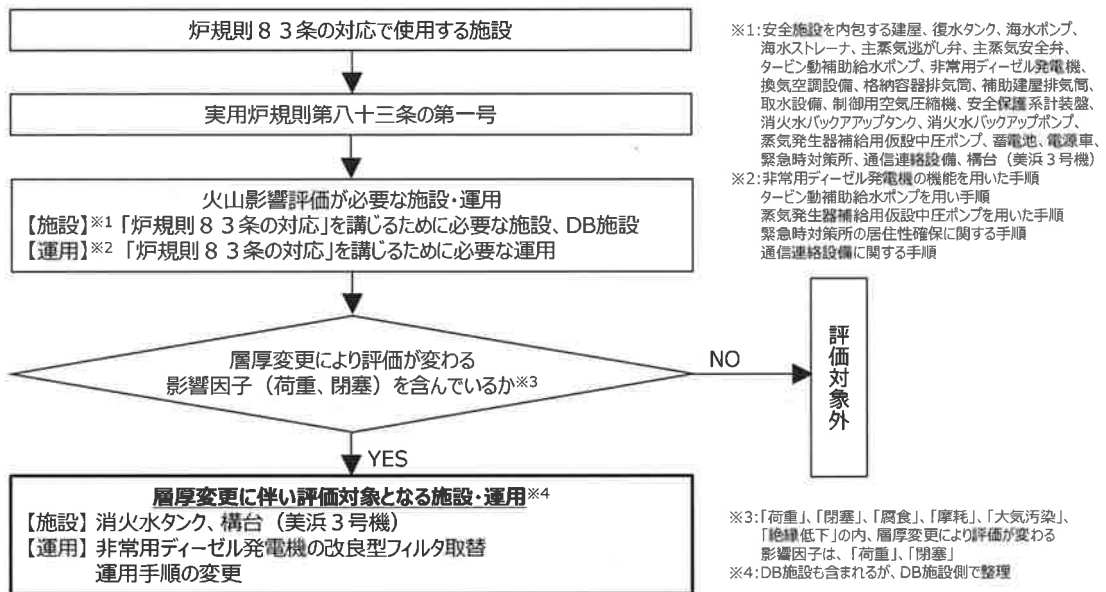 炉規則83条の対応で使用する施設
実用炉規則第八十三条の第一号
火山影響評価が必要な施設・運用
【施設】※1「炉規則83条の対応」を講じるために必要な施設、DB施設
【運用】※2「炉規則83条の対応」を講じるために必要な運用
層厚変更により評価が変わる
影響因子（荷重、閉塞）を含んでいるか※3
NO
評価対象外
YES
層厚変更に伴い評価対象となる施設・運用※4
【施設】消火水タンク、構台（美浜3号機）
【運用】非常用ディーゼル発電機の改良型フィルタ取替
運用手順の変更
※1:安全施設を内包する建屋、復水タンク、海水ポンプ、
海水ストレーナ、主蒸気逃がし弁、主蒸気安全弁、
タービン動補助給水ポンプ、非常用ディーゼル発電機、
換気空調設備、格納容器排気筒、補助建屋排気筒、
取水設備、制御用空気圧縮機、安全保護系計装盤、
消火水バックアアップタンク、消火水バックアップポンプ、
蒸気発生器補給用仮設中圧ポンプ、蓄電池、電源車、
緊急時対策所、通信連絡設備、構台（美浜3号機）
※2:非常用ディーゼル発電機の機能を用いた手順
タービン動補助給水ポンプを用い手順
蒸気発生器補給用仮設中圧ポンプを用いた手順
緊急時対策所の居住性確保に関する手順
通信連絡設備に関する手順
※3:「荷重」、「閉塞」、「腐食」、「摩耗」、「大気汚染」、
「絶縁低下」の内、層厚変更により評価が変わる
影響因子は、「荷重」、「閉塞」
※4:DB施設も含まれるが、DB施設側で整理